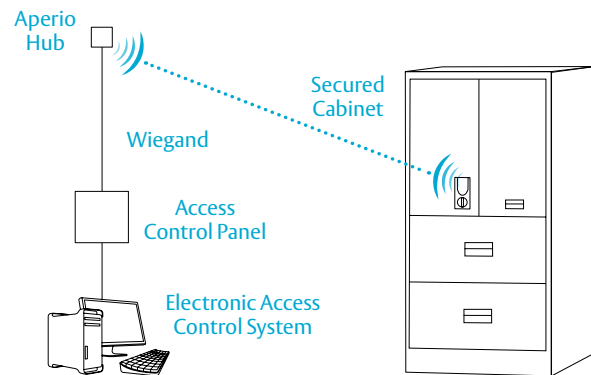 Aperio
Hub
Secured
Cabinet
Wiegand
Access
Control Panel
Electronic Access
Control System